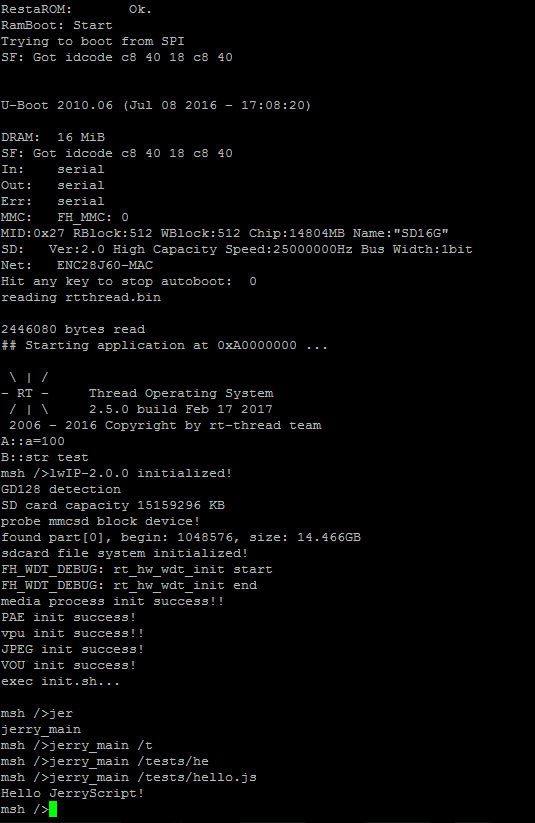 RestaROM:       Ok.
RamBoot: Start
Trying to boot from SPI
SF: Got idcode c8 40 18 c8 40
U-Boot 2010.06 (Jul 08 2016 - 17:08:20)
DRAM:  16 MiB
SF: Got idcode c8 40 18 c8 40
In:    serial
Out:   serial
Err:   serial
MMC:   FH_MMC: 0
MID:0x27 RBlock:512 WBlock:512 Chip:14804MB Name:"SD16G"
SD:   Ver:2.0 High Capacity Speed:25000000Hz Bus Width:1bit
Net:   ENC28J60-MAC
Hit any key to stop autoboot:  0
reading rtthread.bin
2446080 bytes read
## Starting application at 0xA0000000 ...
 \ | /
- RT -     Thread Operating System
 / | \     2.5.0 build Feb 17 2017
 2006 - 2016 Copyright by rt-thread team
A::a=100
B::str test
msh />lwIP-2.0.0 initialized!
GD128 detection
SD card capacity 15159296 KB
probe mmcsd block device!
found part[0], begin: 1048576, size: 14.466GB
sdcard file system initialized!
FH_WDT_DEBUG: rt_hw_wdt_init start
FH_WDT_DEBUG: rt_hw_wdt_init end
media process init success!!
PAE init success!
vpu init success!!
JPEG init success!
VOU init success!
exec init.sh...
msh />jer
jerry_main
msh />jerry_main /t
msh />jerry_main /tests/he
msh />jerry_main /tests/hello.js
Hello JerryScript!
msh />